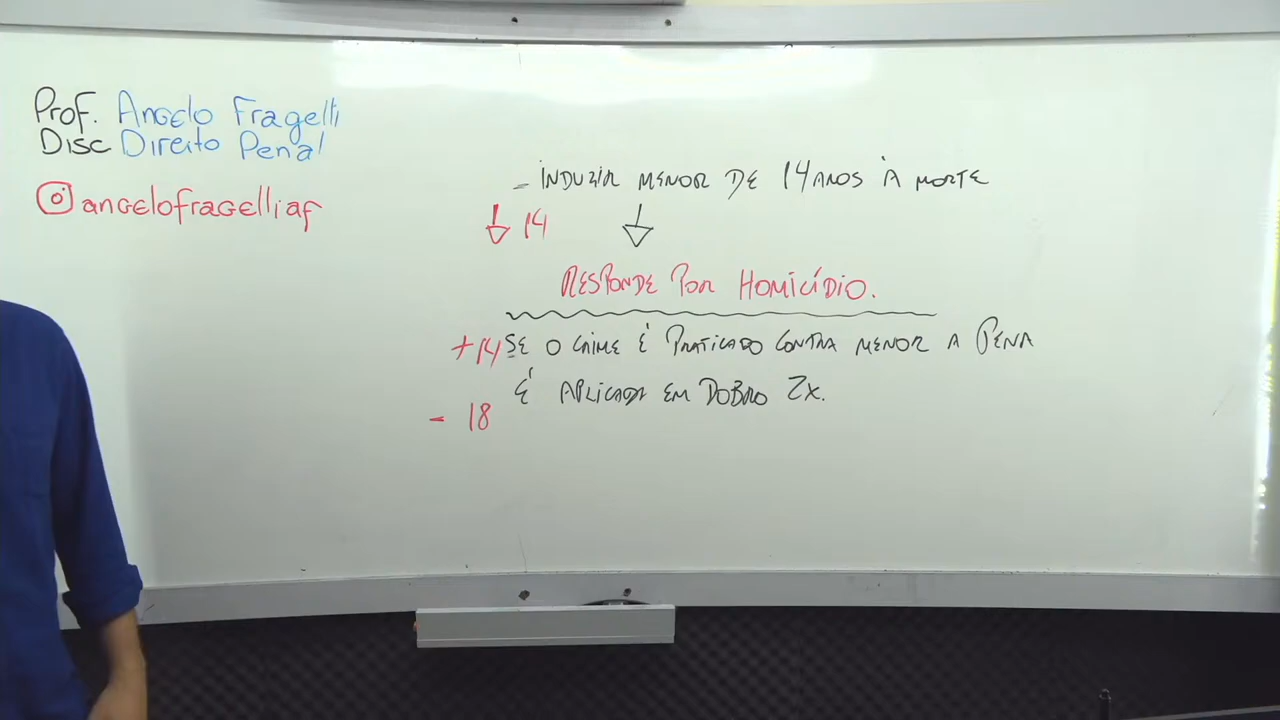 Prof. Angelo Fragelli
Disc Direito Penal
angelofragelliaf
- INDUZIR MENOR DE 14 ANOS À MORTE
↓ 14 ↓
RESPONDE POR HOMICÍDIO.
+14 SE O CRIME É PRATICADO CONTRA MENOR A PENA
É APLICADA EM DOBRO 2x.
- 18